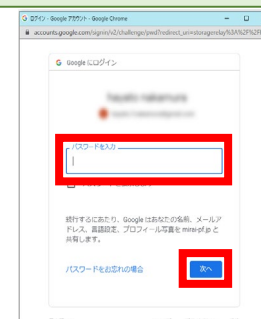 ログイン - Google アカウント - Google Chrome
accounts.google.com/signin/v2/challenge/pwd?redirect_uri=storagerelay%3A%2F%2F
G Google にログイン
パスワードを入力
続行するにあたり、Google はあなたの名前、メールア
ドレス、言語設定、プロフィール写真を mirai-pf.jp と
共有します。
パスワードをお忘れの場合
次へ